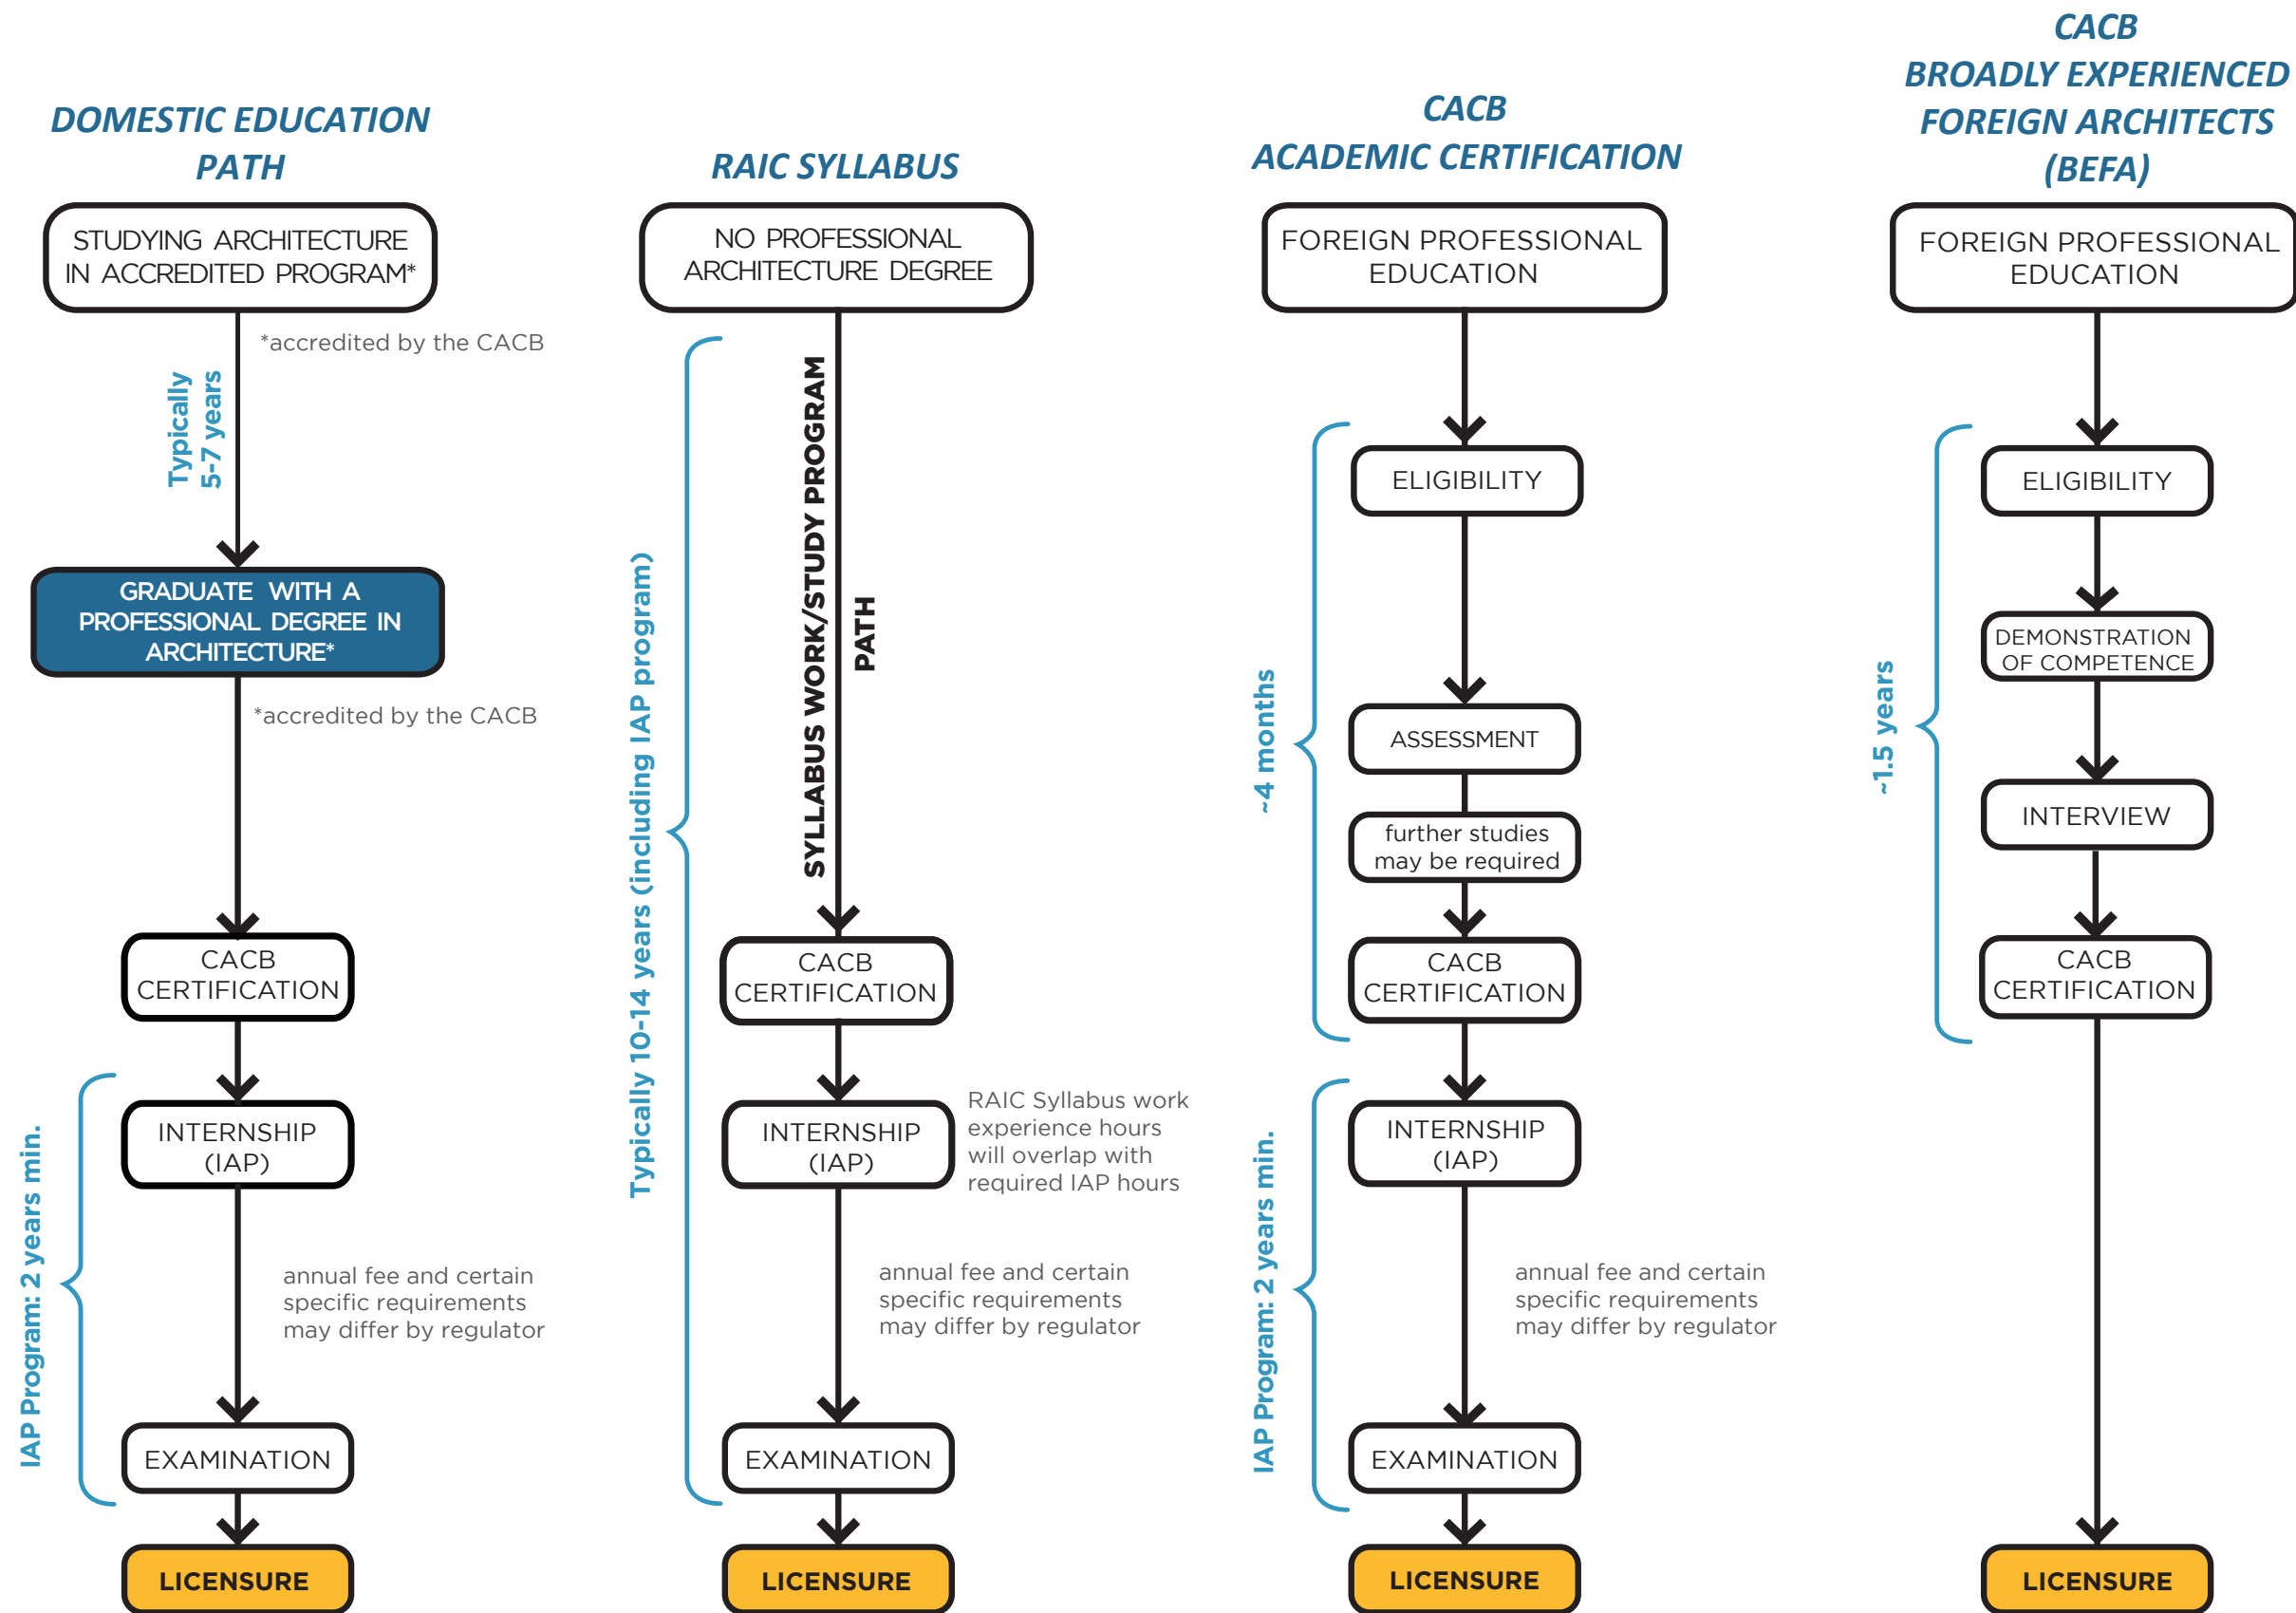 DOMESTIC EDUCATION
PATH
STUDYING ARCHITECTURE
IN ACCREDITED PROGRAM*
*accredited by the CACB
Typically
5-7 years
GRADUATE WITH A
PROFESSIONAL DEGREE IN
ARCHITECTURE*
*accredited by the CACB
CACB
CERTIFICATION
IAP Program: 2 years min.
INTERNSHIP
(IAP)
annual fee and certain
specific requirements
may differ by regulator
EXAMINATION
LICENSURE
RAIC SYLLABUS
NO PROFESSIONAL
ARCHITECTURE DEGREE
Typically 10-14 years (including IAP program)
SYLLABUS WORK/STUDY PROGRAM
PATH
CACB
CERTIFICATION
INTERNSHIP
(IAP)
RAIC Syllabus work
experience hours
will overlap with
required IAP hours
annual fee and certain
specific requirements
may differ by regulator
EXAMINATION
LICENSURE
CACB
ACADEMIC CERTIFICATION
FOREIGN PROFESSIONAL
EDUCATION
~4 months
ELIGIBILITY
ASSESSMENT
further studies
may be required
CACB
CERTIFICATION
IAP Program: 2 years min.
INTERNSHIP
(IAP)
annual fee and certain
specific requirements
may differ by regulator
EXAMINATION
LICENSURE
CACB
BROADLY EXPERIENCED
FOREIGN ARCHITECTS
(BEFA)
FOREIGN PROFESSIONAL
EDUCATION
~1.5 years
ELIGIBILITY
DEMONSTRATION
OF COMPETENCE
INTERVIEW
CACB
CERTIFICATION
LICENSURE